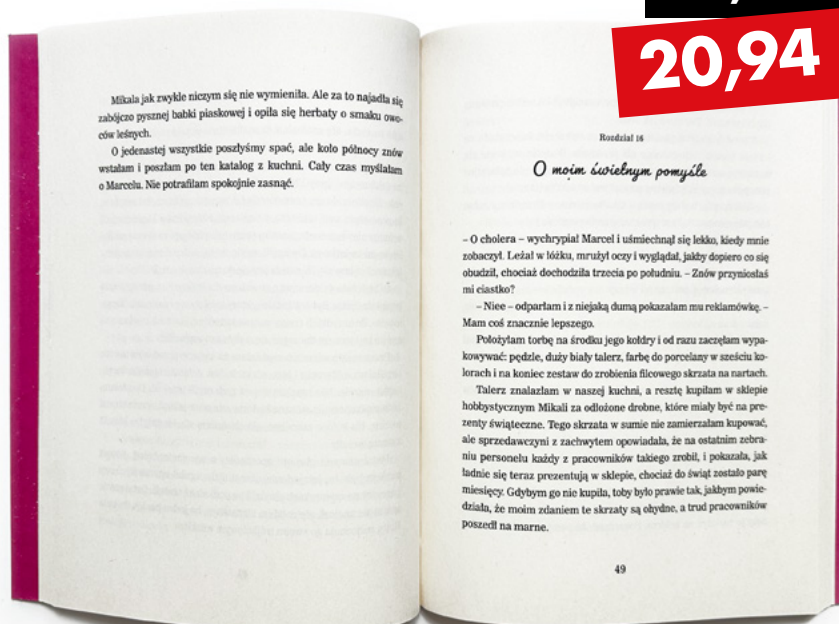 Mikala jak zwykle niczym się nie wymieniła. Ale za to najadła się
zabójczo pysznej babki piaskowej i opiła się herbaty o smaku owo-
ców leśnych.
O jedenastej wszystkie poszłyśmy spać, ale koło północy znów
wstałam i poszłam po ten katalog z kuchni. Cały czas myślałam
o Marcelu. Nie potrafiłam spokojnie zasnąć.
20,94
Rozdział 16
O moim świetnym pomyśle
– O cholera – wychrypiał Marcel i uśmiechnął się lekko, kiedy mnie
zobaczył. Leżał w łóżku, mrużył oczy i wyglądał, jakby dopiero co się
obudził, chociaż dochodziła trzecia po południu. – Znów przyniosłaś
mi ciastko?
– Niee – odparłam i z niejaką dumą pokazałam mu reklamówkę. –
Mam coś znacznie lepszego.
Położyłam torbę na środku jego kołdry i od razu zaczęłam wypa-
kowywać: pędzle, duży biały talerz, farbę do porcelany w sześciu ko-
lorach i na koniec zestaw do zrobienia filcowego skrzata na nartach.
Talerz znalazłam w naszej kuchni, a resztę kupiłam w sklepie
hobbystycznym Mikali za odłożone drobne, które miały być na pre-
zenty świąteczne. Tego skrzata w sumie nie zamierzałam kupować,
ale sprzedawczyni z zachwytem opowiadała, że na ostatnim zebra-
niu personelu każdy z pracowników takiego zrobił, i pokazała, jak
ładnie się teraz prezentują w sklepie, chociaż do świąt zostało parę
miesięcy. Gdybym go nie kupiła, toby było prawie tak, jakbym powie-
działa, że moim zdaniem te skrzaty są ohydne, a trud pracowników
poszedł na marne.
49